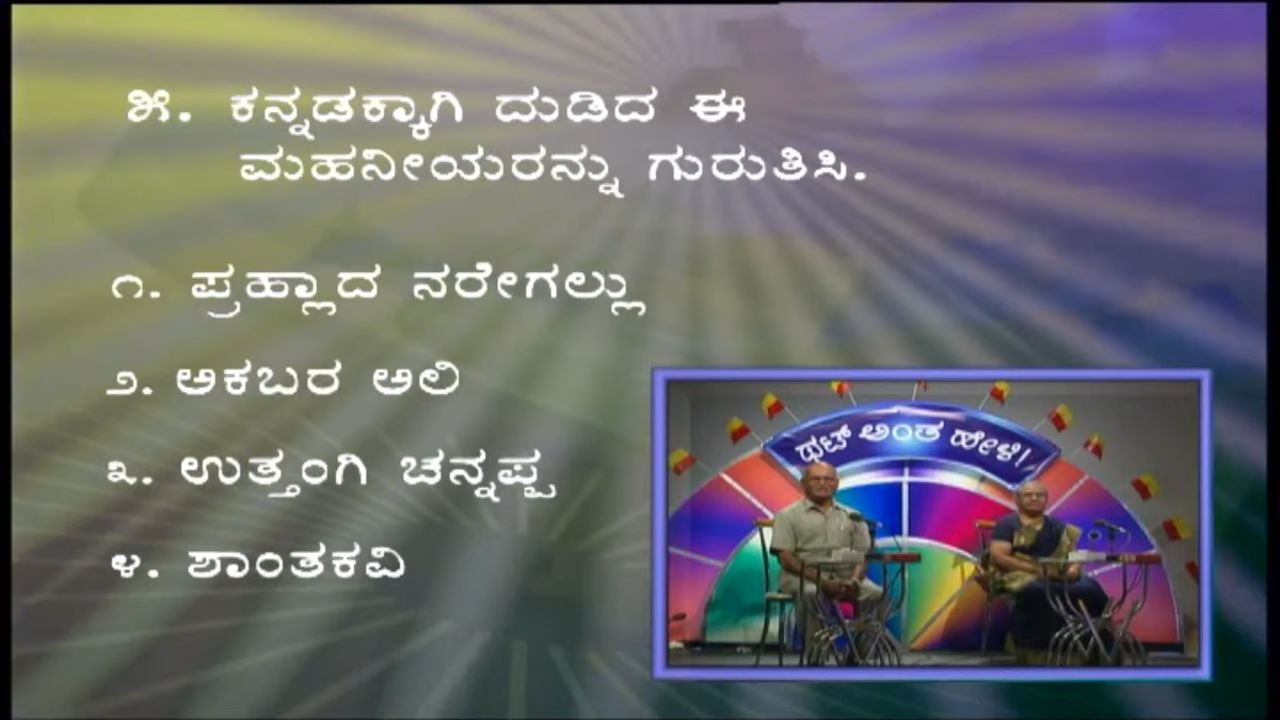 ೫. ಕನ್ನಡಕ್ಕಾಗಿ ದುಡಿದ ಈ
ಮಹನೀಯರನ್ನು ಗುರುತಿಸಿ.
೧. ಪ್ರಹ್ಲಾದ ನರೇಗಲ್ಲು
೨. ಅಕಬರ ಅಲಿ
೩. ಉತ್ತಂಗಿ ಚನ್ನಪ್ಪ
೪. ಶಾಂತಕವಿ
ಥಟ್ ಅಂತ ಹೇಳಿ!